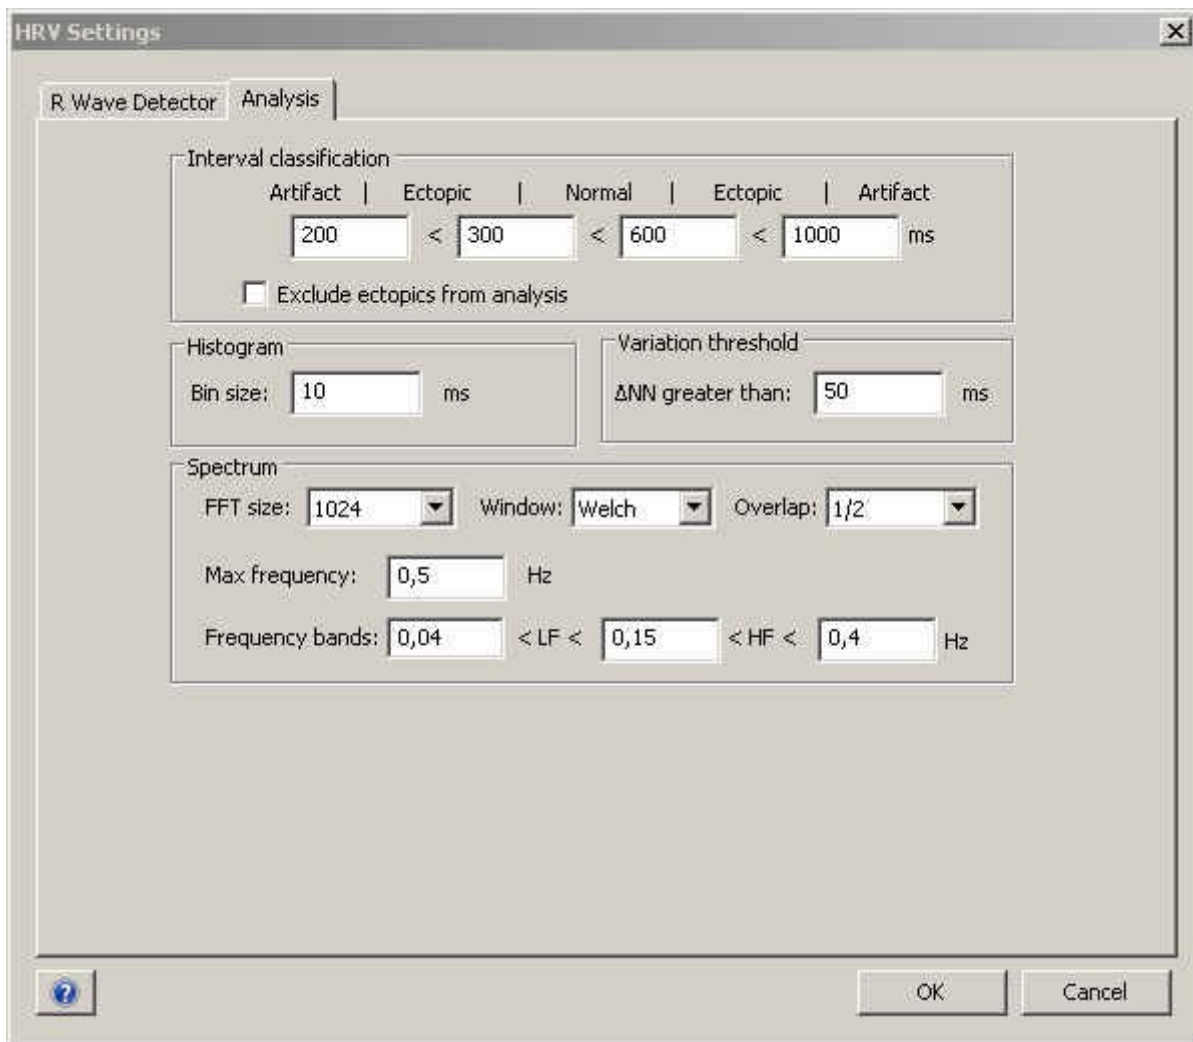 HRV Settings
R Wave Detector Analysis
Interval classification
Artifact | Ectopic | Normal | Ectopic | Artifact
200 < 300 < 600 < 1000 ms
Exclude ectopics from analysis
Histogram
Bin size: 10 ms
Variation threshold
ΔNN greater than: 50 ms
Spectrum
FFT size: 1024 Window: Welch Overlap: 1/2
Max frequency: 0,5 Hz
Frequency bands: 0,04 < LF < 0,15 < HF < 0,4 Hz
?
OK Cancel